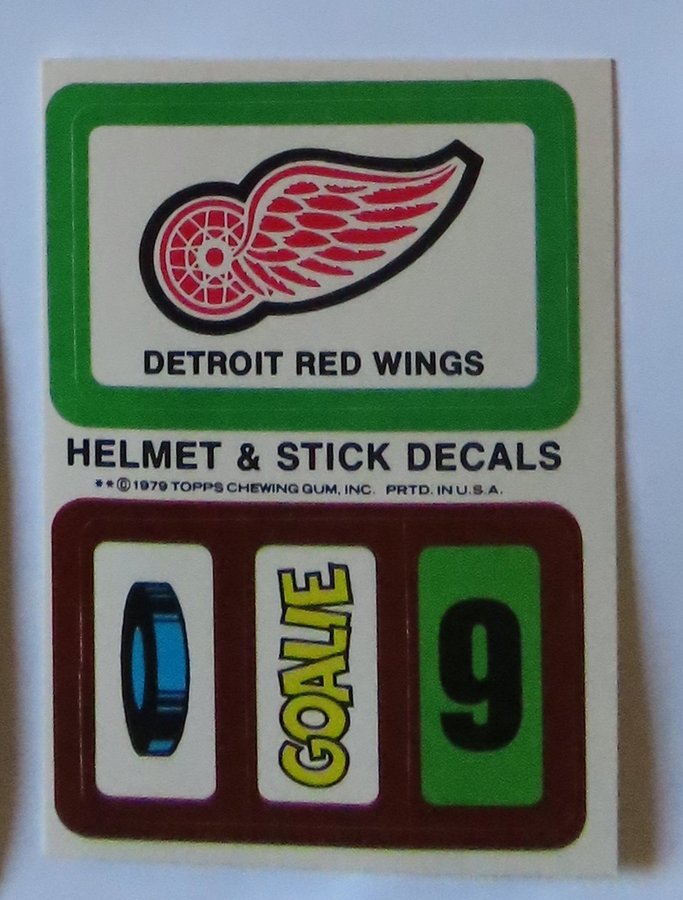 DETROIT RED WINGS
HELMET & STICK DECALS
**©1979 TOPPS CHEWING GUM, INC. PRTD. IN U.S.A.
GOALIE
9